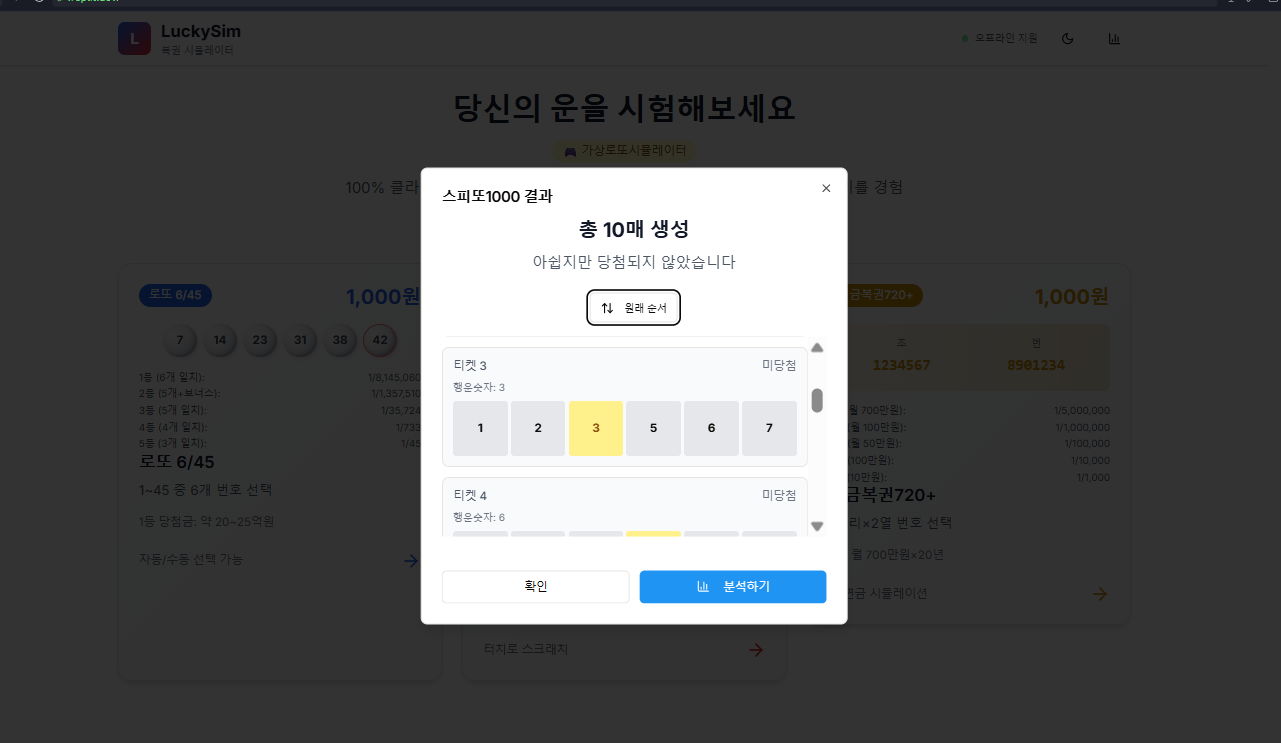 L
LuckySim
복권 시뮬레이터
오프라인 지원
당신의 운을 시험해보세요
🎮 가상로또시뮬레이터
100% 클라
기를 경험
스피또1000 결과
총 10매 생성
아쉽지만 당첨되지 않았습니다
원래 순서
티켓 3
미당첨
행운숫자: 3
1 2 3 5 6 7
티켓 4
미당첨
행운숫자: 6
확인
분석하기
로또 6/45
1,000원
7 14 23 31 38 42
1등 (6개 일치): 1/8,145,060
2등 (5개+보너스): 1/1,357,510
3등 (5개 일치): 1/35,724
4등 (4개 일치): 1/733
5등 (3개 일치): 1/45
로또 6/45
1~45 중 6개 번호 선택
1등 당첨금: 약 20~25억원
자동/수동 선택 가능
터치로 스크래치
금복권720+
1,000원
조 번
1234567 8901234
월 700만원): 1/5,000,000
월 100만원): 1/1,000,000
월 50만원): 1/100,000
(100만원): 1/10,000
(10만원): 1/1,000
금복권720+
리×2열 번호 선택
월 700만원×20년
연금 시뮬레이션